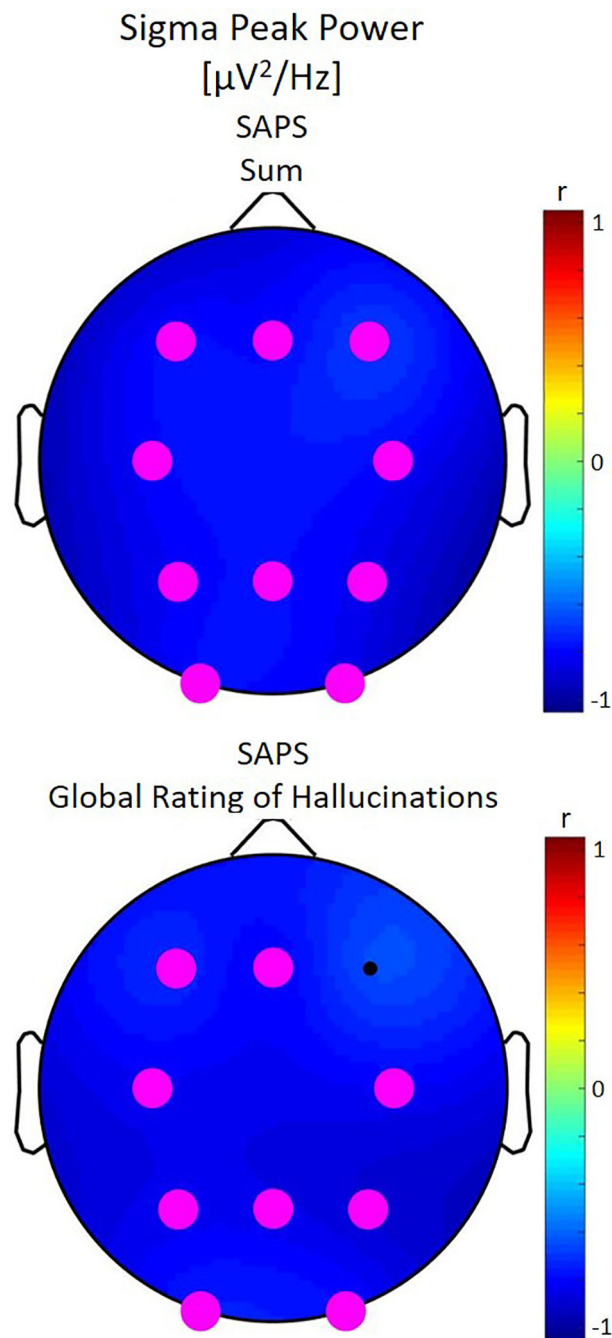 Sigma Peak Power
[µV²/Hz]
SAPS
Sum
r
1
0
-1
SAPS
Global Rating of Hallucinations
r
1
0
-1